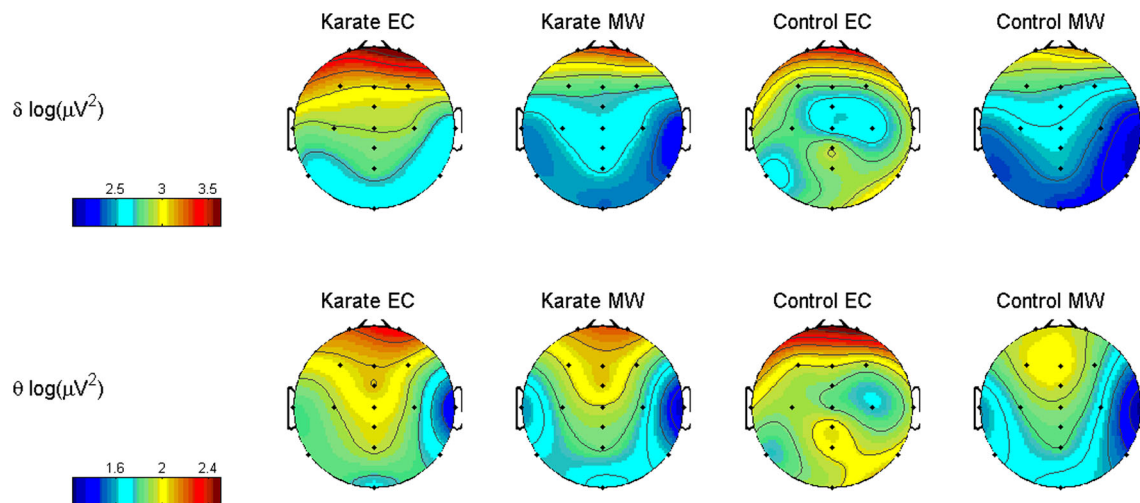 Karate EC Karate MW Control EC Control MW
δ log(μV²)
2.5 3 3.5
Karate EC Karate MW Control EC Control MW
θ log(μV²)
1.6 2 2.4